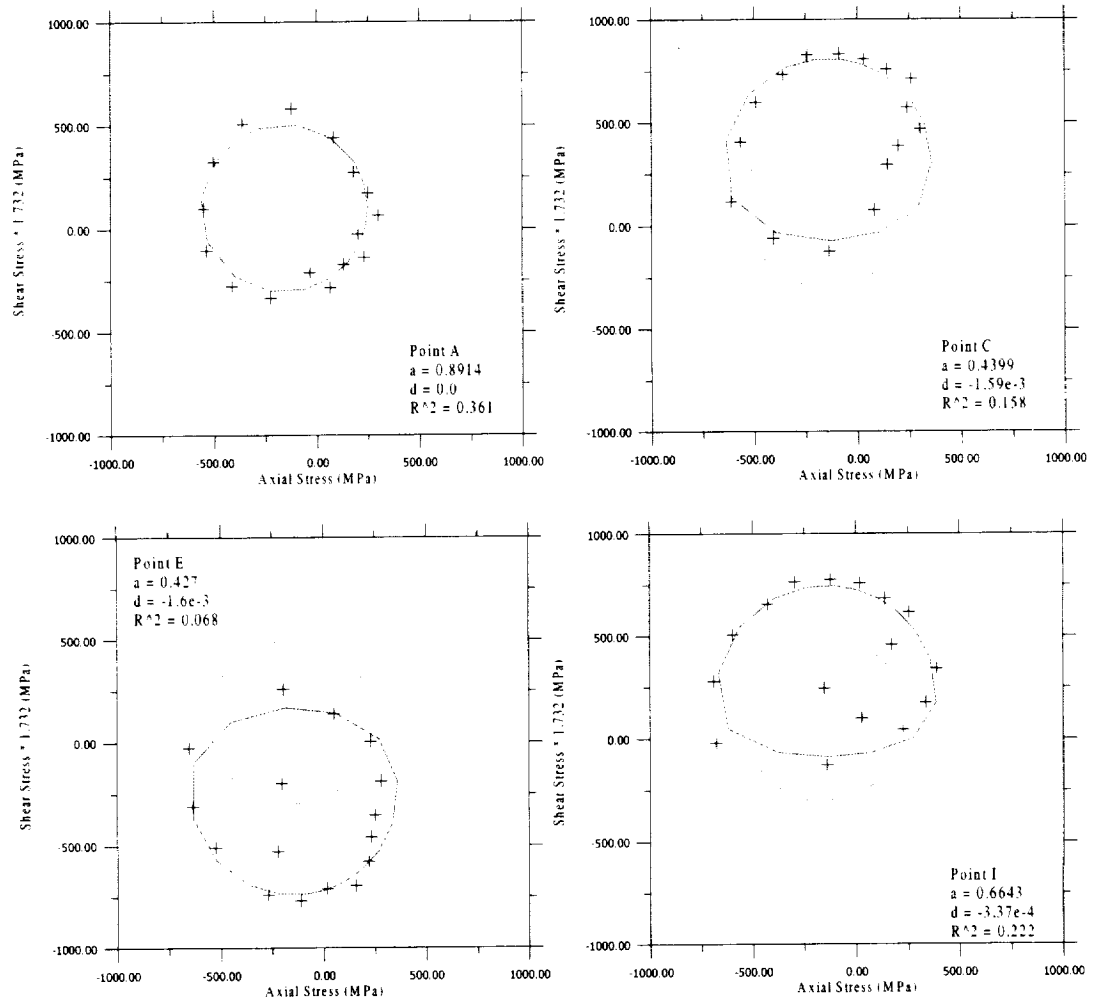 1000.00
500.00
0.00
-500.00
-1000.00
Shear Stress * 1.732 (MPa)
Point A
a = 0.8914
d = 0.0
R^2 = 0.361
-1000.00 -500.00 0.00 500.00 1000.00
Axial Stress (MPa)
1000.00
500.00
0.00
-500.00
-1000.00
Shear Stress * 1.732 (MPa)
Point C
a = 0.4399
d = -1.59e-3
R^2 = 0.158
-1000.00 -500.00 0.00 500.00 1000.00
Axial Stress (MPa)
1000.00
Point E
a = 0.427
d = -1.6e-3
R^2 = 0.068
500.00
0.00
-500.00
-1000.00
Shear Stress * 1.732 (MPa)
-1000.00 -500.00 0.00 500.00 1000.00
Axial Stress (MPa)
1000.00
500.00
0.00
-500.00
-1000.00
Shear Stress * 1.732 (MPa)
Point I
a = 0.6643
d = -3.37e-4
R^2 = 0.222
-1000.00 -500.00 0.00 500.00 1000.00
Axial Stress (MPa)